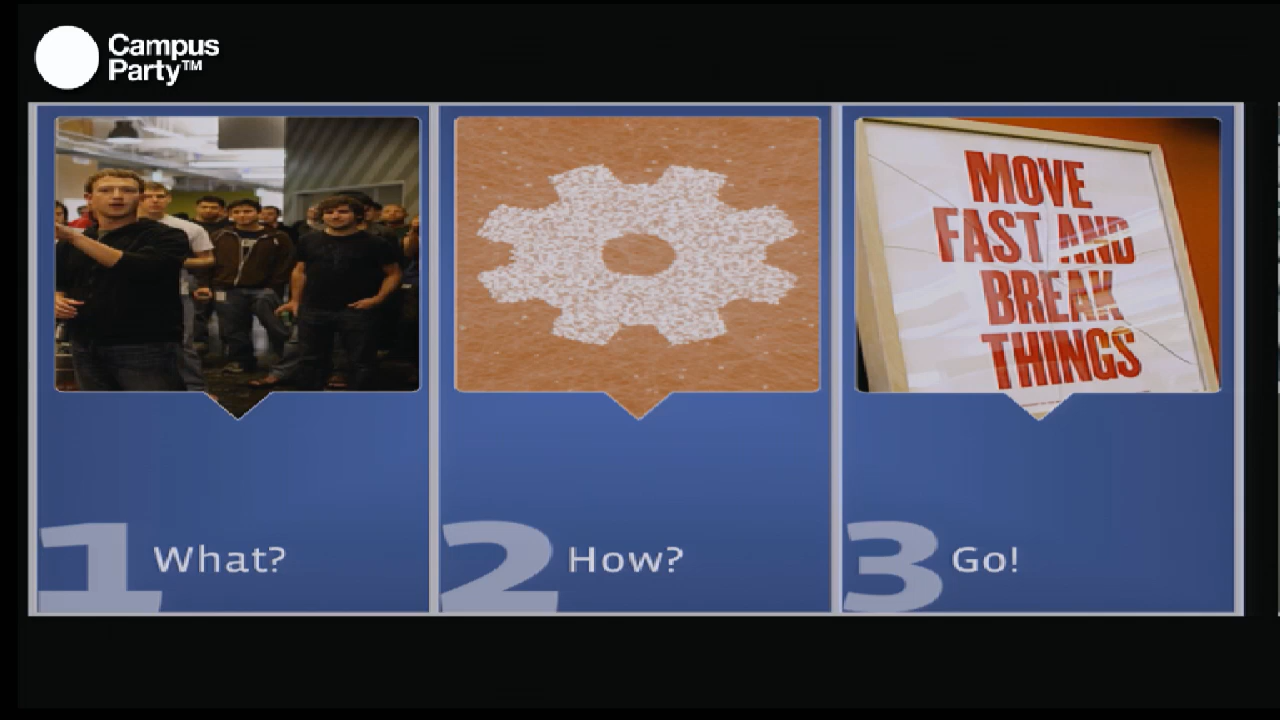 Campus
Party™
MOVE
FAST AND
BREAK
THINGS
1 What?
2 How?
3 Go!